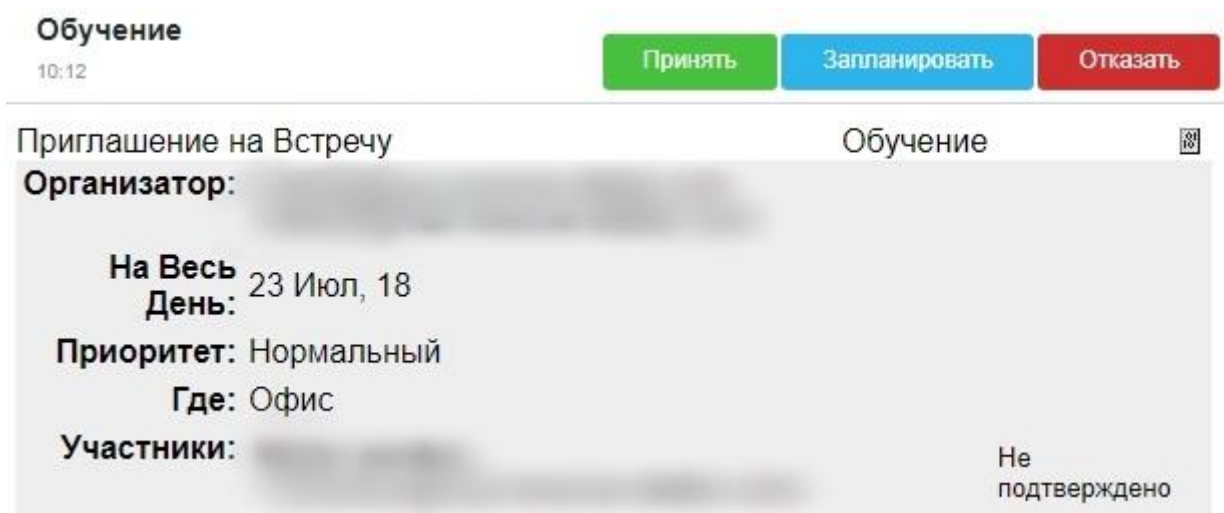 Обучение
10:12
Принять Запланировать Отказать
Приглашение на Встречу Обучение
Организатор:
На Весь
День: 23 Июл, 18
Приоритет: Нормальный
Где: Офис
Участники:
Не
подтверждено